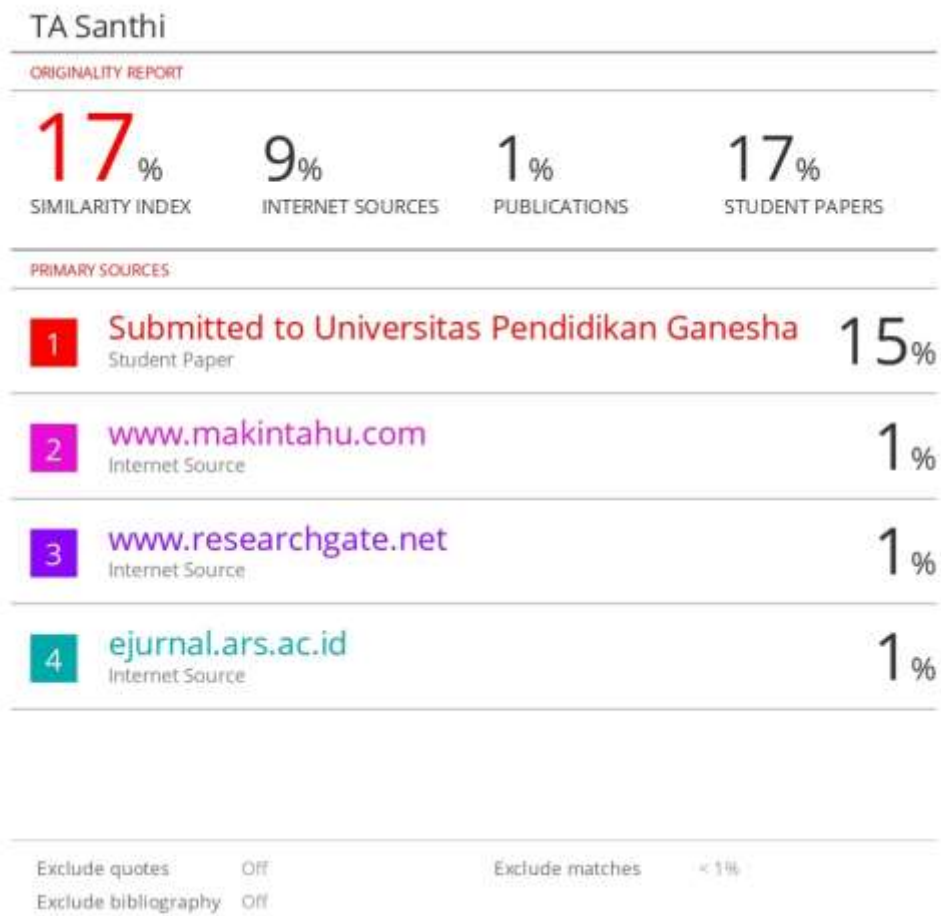 TA Santhi
ORIGINALITY REPORT
17% 9% 1% 17%
SIMILARITY INDEX INTERNET SOURCES PUBLICATIONS STUDENT PAPERS
PRIMARY SOURCES
1 Submitted to Universitas Pendidikan Ganesha 15%
Student Paper
2 www.makintahu.com 1%
Internet Source
3 www.researchgate.net 1%
Internet Source
4 ejurnal.ars.ac.id 1%
Internet Source
Exclude quotes Off Exclude matches < 1%
Exclude bibliography Off